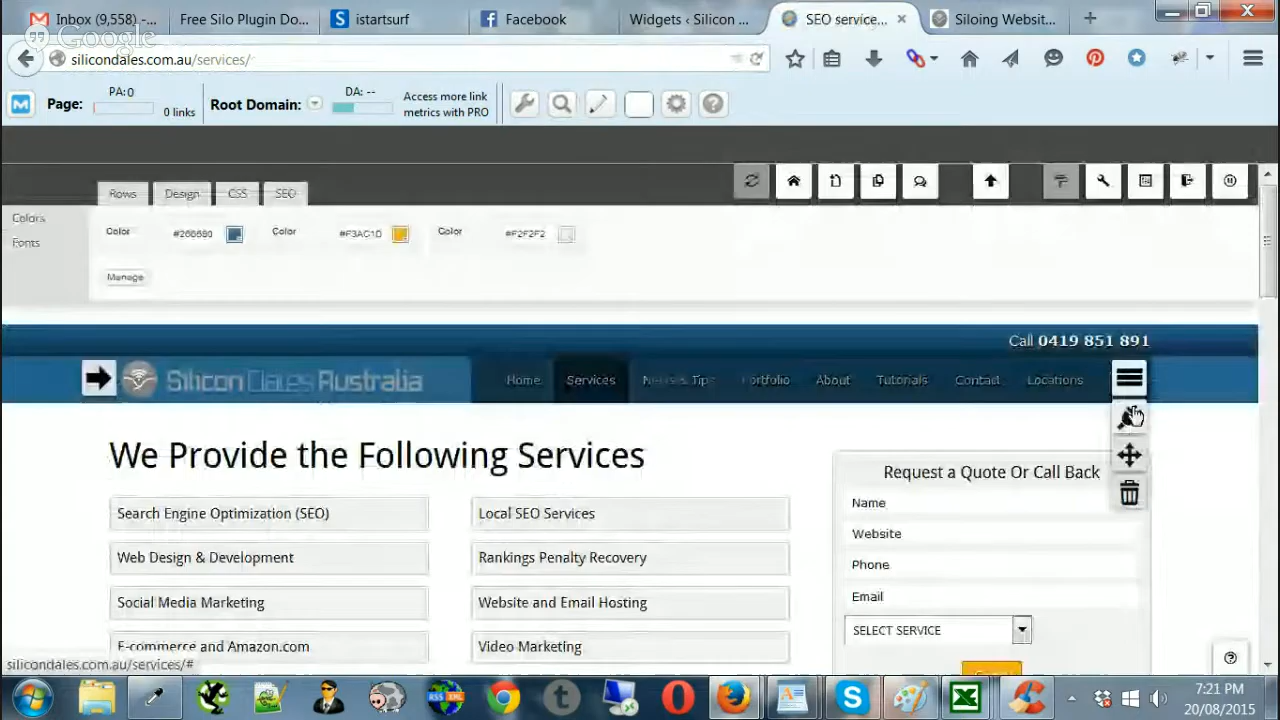 Inbox (9,558) -... Free Silo Plugin Do... istartsurf Facebook Widgets ‹ Silicon ... SEO service... Siloing Website...
Google
silicondales.com.au/services/
Page: PA:0 0 links Root Domain: DA: -- Access more link metrics with PRO
Rows Design CSS SEO
Colors
Fonts
Color Color #F3AC1D Color #F2F2F2
Manage
Call 0419 851 891
Silicon Dales Australia Home Services News & Tips Portfolio About Tutorials Contact Locations
We Provide the Following Services
Request a Quote Or Call Back
Search Engine Optimization (SEO) Local SEO Services
Name
Website
Web Design & Development Rankings Penalty Recovery
Phone
Email
Social Media Marketing Website and Email Hosting
SELECT SERVICE
E-commerce and Amazon.com Video Marketing
silicondales.com.au/services/#
RSS XML
7:21 PM
20/08/2015